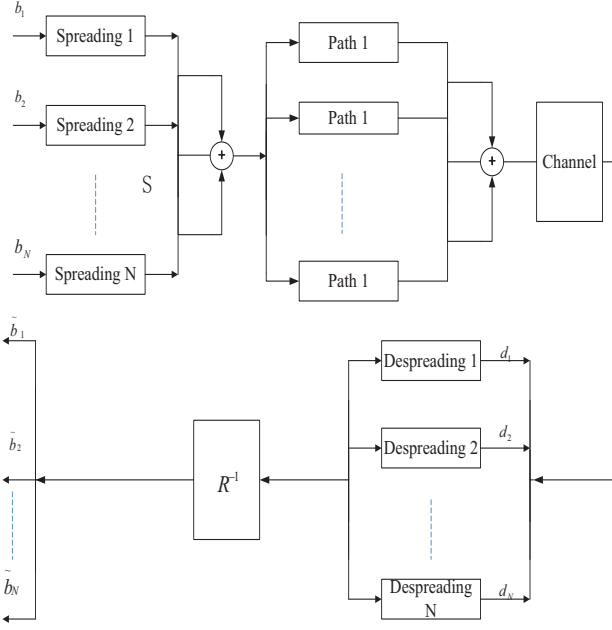 b1
Spreading 1
Path 1
b2
Spreading 2
+
Path 1
+
Channel
S
bN
Spreading N
Path 1
b̃1
Despreading 1
d1
b̃2
R⁻¹
Despreading 2
d2
b̃N
Despreading
N
dN